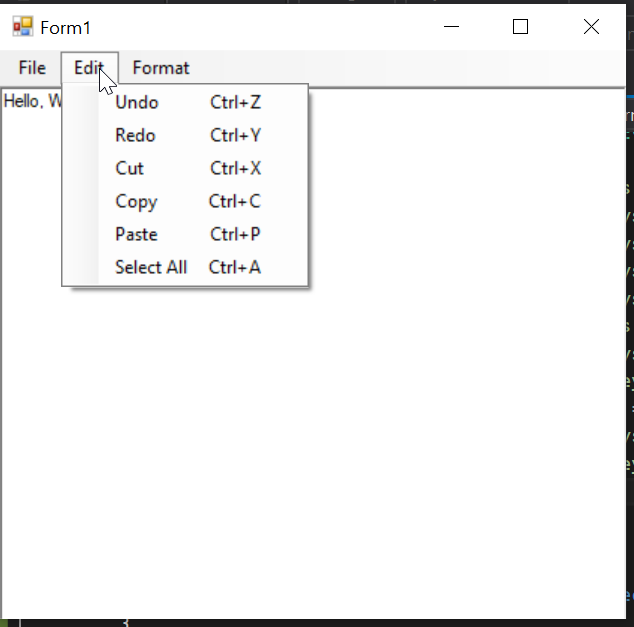 Form1
File Edit Format
Hello, W
Undo Ctrl+Z
Redo Ctrl+Y
Cut Ctrl+X
Copy Ctrl+C
Paste Ctrl+P
Select All Ctrl+A